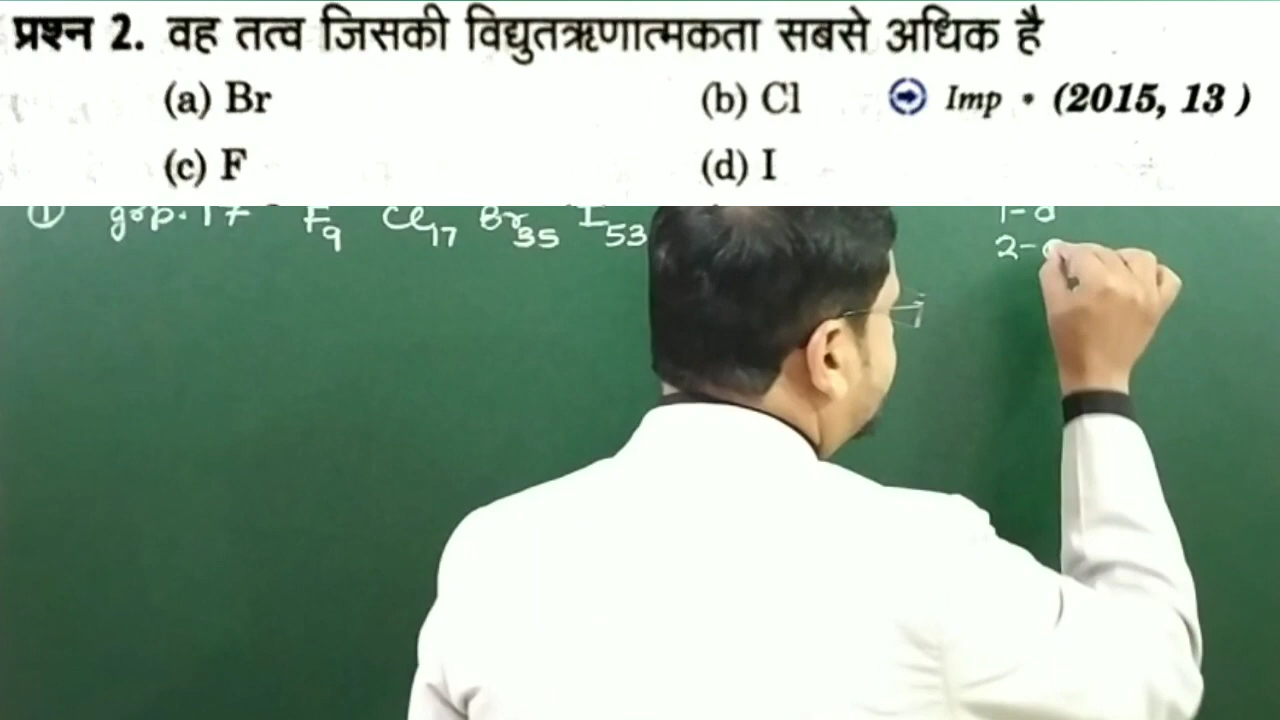 प्रश्न 2. वह तत्व जिसकी विद्युतऋणात्मकता सबसे अधिक है
(a) Br (b) Cl Imp • (2015, 13 )
(c) F (d) I
① grp. 17 F9 Cl17 Br35 I53
2-